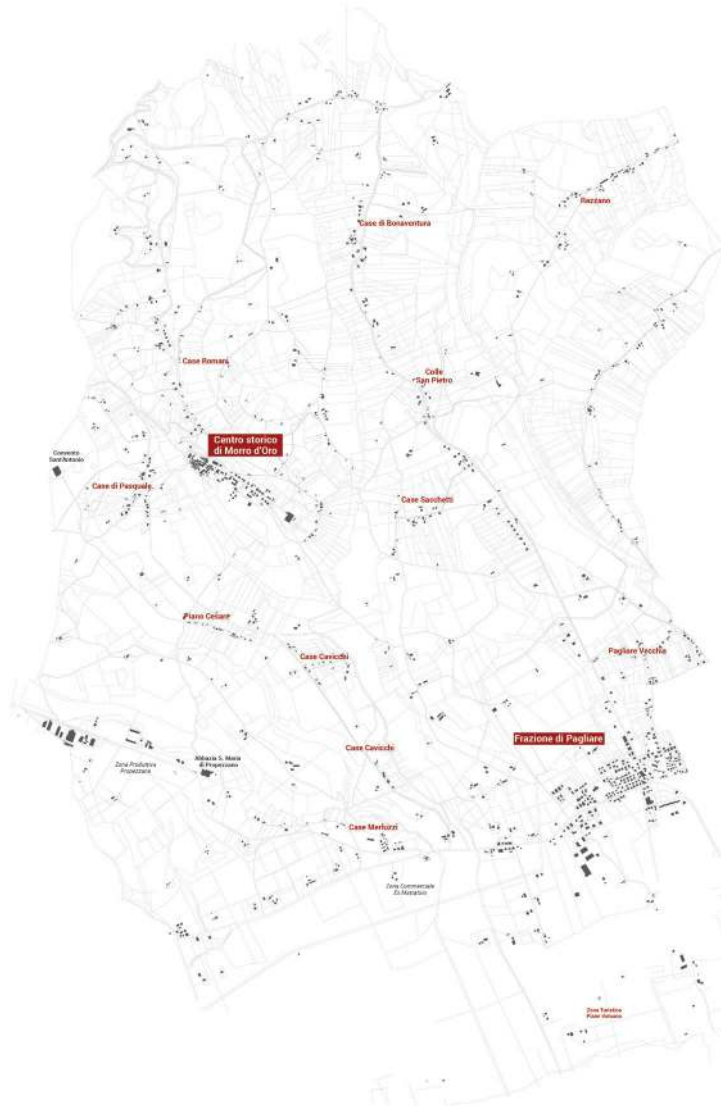 Razzano
Case di Bonaventura
Case Romani
Colle
San Pietro
Centro storico
di Morro d'Oro
Convento
Sant'Antonio
Case di Pasquale
Case Sacchetti
Piano Cesare
Case Cavicchi
Pagliare Vecchia
Frazione di Pagliare
Case Cavicchi
Abbazia S. Maria
di Propezzano
Zona Produttiva
Propezzano
Case Merluzzi
Zona Commerciale
Zona Turistica